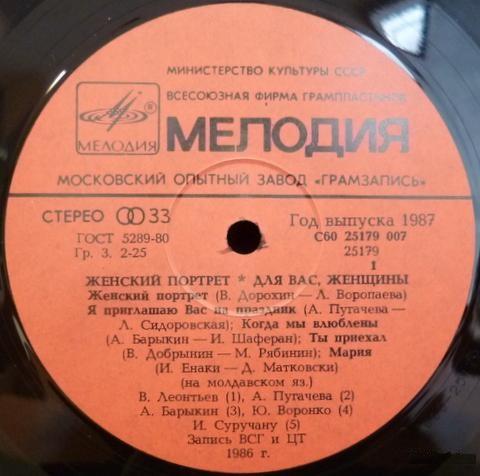 МИНИСТЕРСТВО КУЛЬТУРЫ СССР
ВСЕСОЮЗНАЯ ФИРМА ГРАМПЛАСТИНОК
МЕЛОДИЯ ® МЕЛОДИЯ
МОСКОВСКИЙ ОПЫТНЫЙ ЗАВОД «ГРАМЗАПИСЬ»
СТЕРЕО 33 Год выпуска 1987
ГОСТ 5289-80 С60 25179 007
Гр. 3. 2-25 25179
1
ЖЕНСКИЙ ПОРТРЕТ * ДЛЯ ВАС, ЖЕНЩИНЫ
Женский портрет (В. Дорохин — Л. Воропаева)
Я приглашаю Вас на праздник (А. Пугачева —
Л. Сидоровская); Когда мы влюблены
(А. Барыкин — И. Шаферан); Ты приехал
(В. Добрынин — М. Рябинин); Мария
(И. Енаки — Д. Матковски)
(на молдавском яз.)
В. Леонтьев (1), А. Пугачева (2)
А. Барыкин (3), Ю. Воронко (4)
И. Суручану (5)
Запись ВСГ и ЦТ
1986 г.